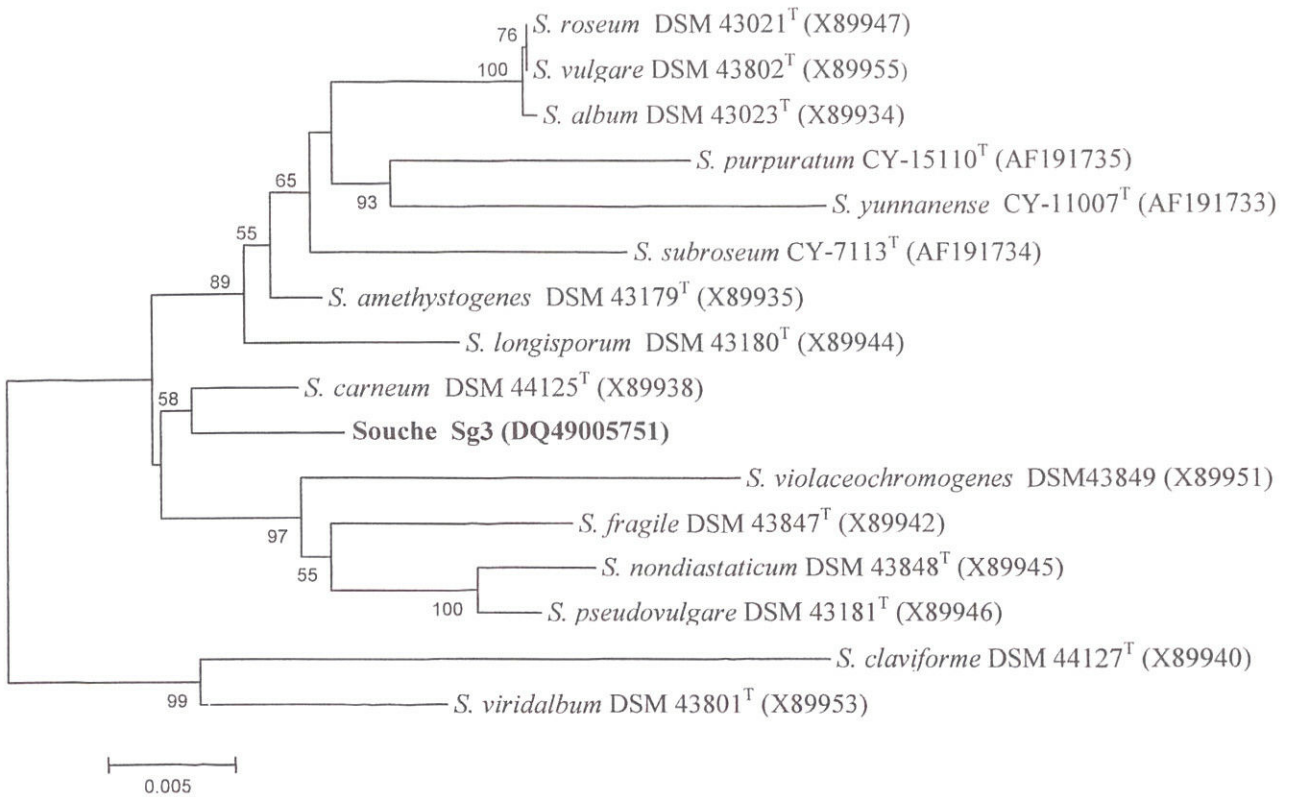 S. roseum DSM 43021T (X89947)
76
100
S. vulgare DSM 43802T (X89955)
S. album DSM 43023T (X89934)
S. purpuratum CY-15110T (AF191735)
65
93
S. yunnanense CY-11007T (AF191733)
55
S. subroseum CY-7113T (AF191734)
89
S. amethystogenes DSM 43179T (X89935)
S. longisporum DSM 43180T (X89944)
S. carneum DSM 44125T (X89938)
58
Souche Sg3 (DQ49005751)
S. violaceochromogenes DSM43849 (X89951)
97
S. fragile DSM 43847T (X89942)
55
S. nondiastaticum DSM 43848T (X89945)
100
S. pseudovulgare DSM 43181T (X89946)
S. claviforme DSM 44127T (X89940)
99
S. viridalbum DSM 43801T (X89953)
0.005